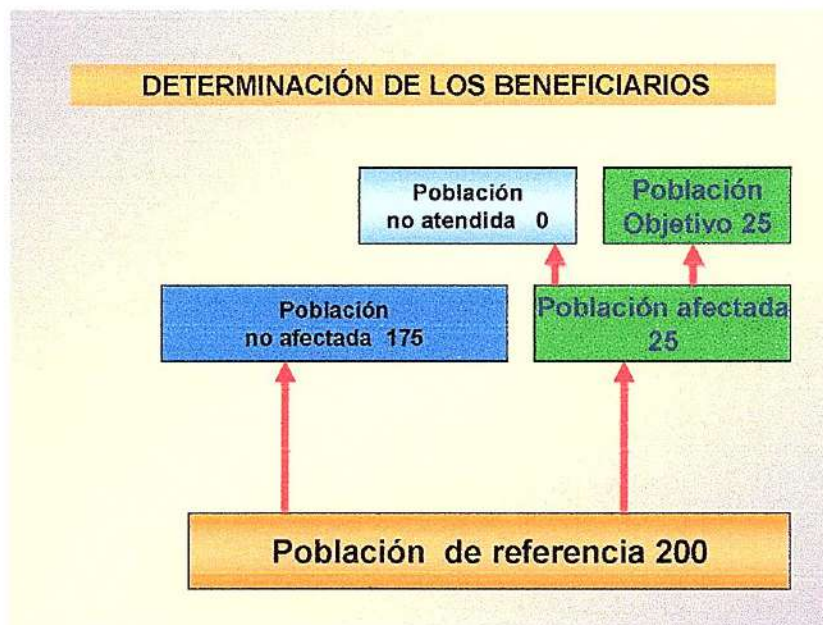 DETERMINACIÓN DE LOS BENEFICIARIOS
Población
no atendida 0
Población
Objetivo 25
Población
no afectada 175
Población afectada
25
Población de referencia 200